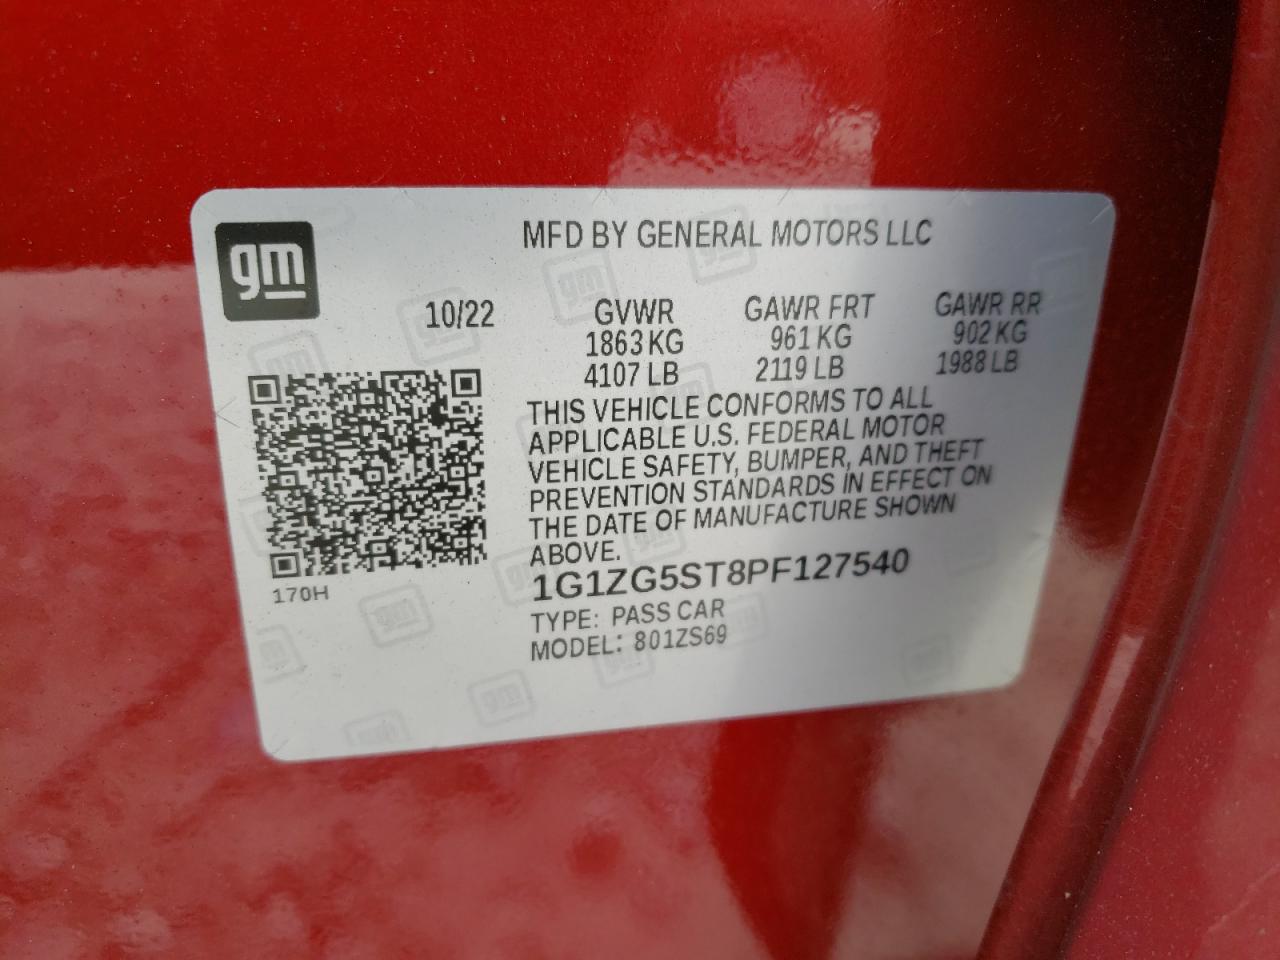 gm
MFD BY GENERAL MOTORS LLC
10/22 GVWR GAWR FRT GAWR RR
1863 KG 961 KG 902 KG
4107 LB 2119 LB 1988 LB
THIS VEHICLE CONFORMS TO ALL
APPLICABLE U.S. FEDERAL MOTOR
VEHICLE SAFETY, BUMPER, AND THEFT
PREVENTION STANDARDS IN EFFECT ON
THE DATE OF MANUFACTURE SHOWN
ABOVE.
170H
1G1ZG5ST8PF127540
TYPE: PASS CAR
MODEL: 801ZS69